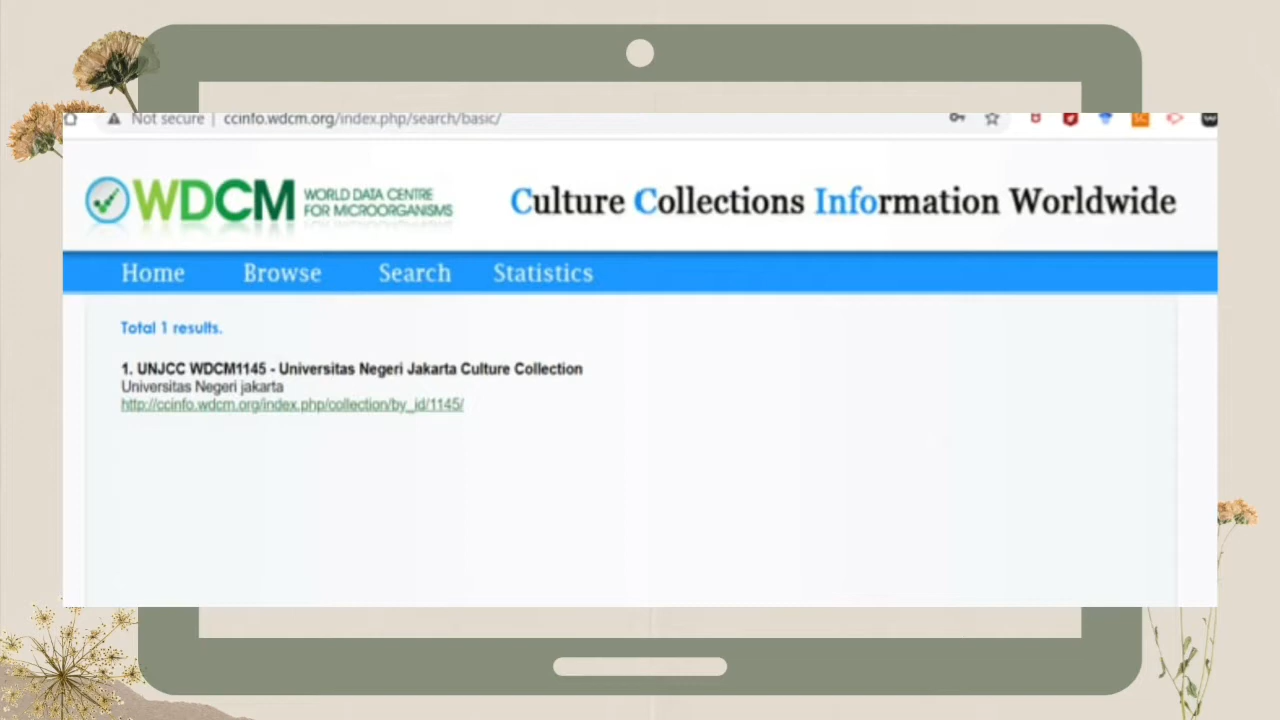 Not secure | ccinfo.wdcm.org/index.php/search/basic/
WDCM WORLD DATA CENTRE
FOR MICROORGANISMS
Culture Collections Information Worldwide
Home Browse Search Statistics
Total 1 results.
1. UNJCC WDCM1145 - Universitas Negeri Jakarta Culture Collection
Universitas Negeri jakarta
http://ccinfo.wdcm.org/index.php/collection/by_id/1145/